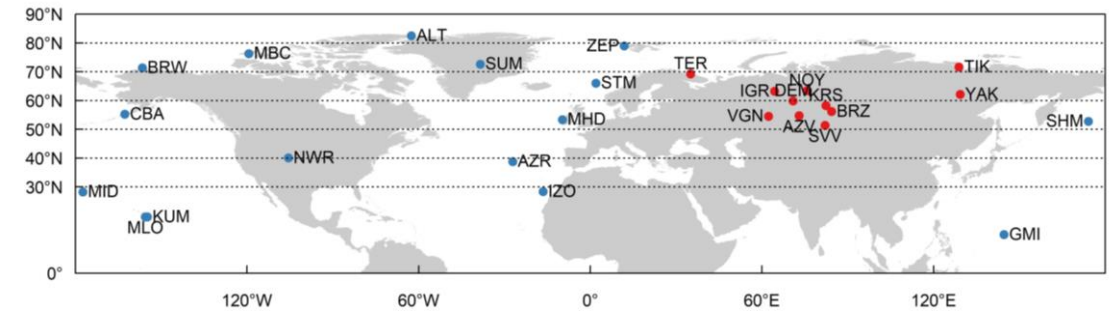 90°N
80°N
70°N
60°N
50°N
40°N
30°N
0°
120°W
60°W
0°
60°E
120°E
ALT
ZEP
MBC
BRW
SUM
TER
TIK
STM
NOY
IGR
DEM
KRS
YAK
CBA
MHD
VGN
BRZ
AZV
SVV
SHM
NWR
AZR
MID
IZO
KUM
MLO
GMI